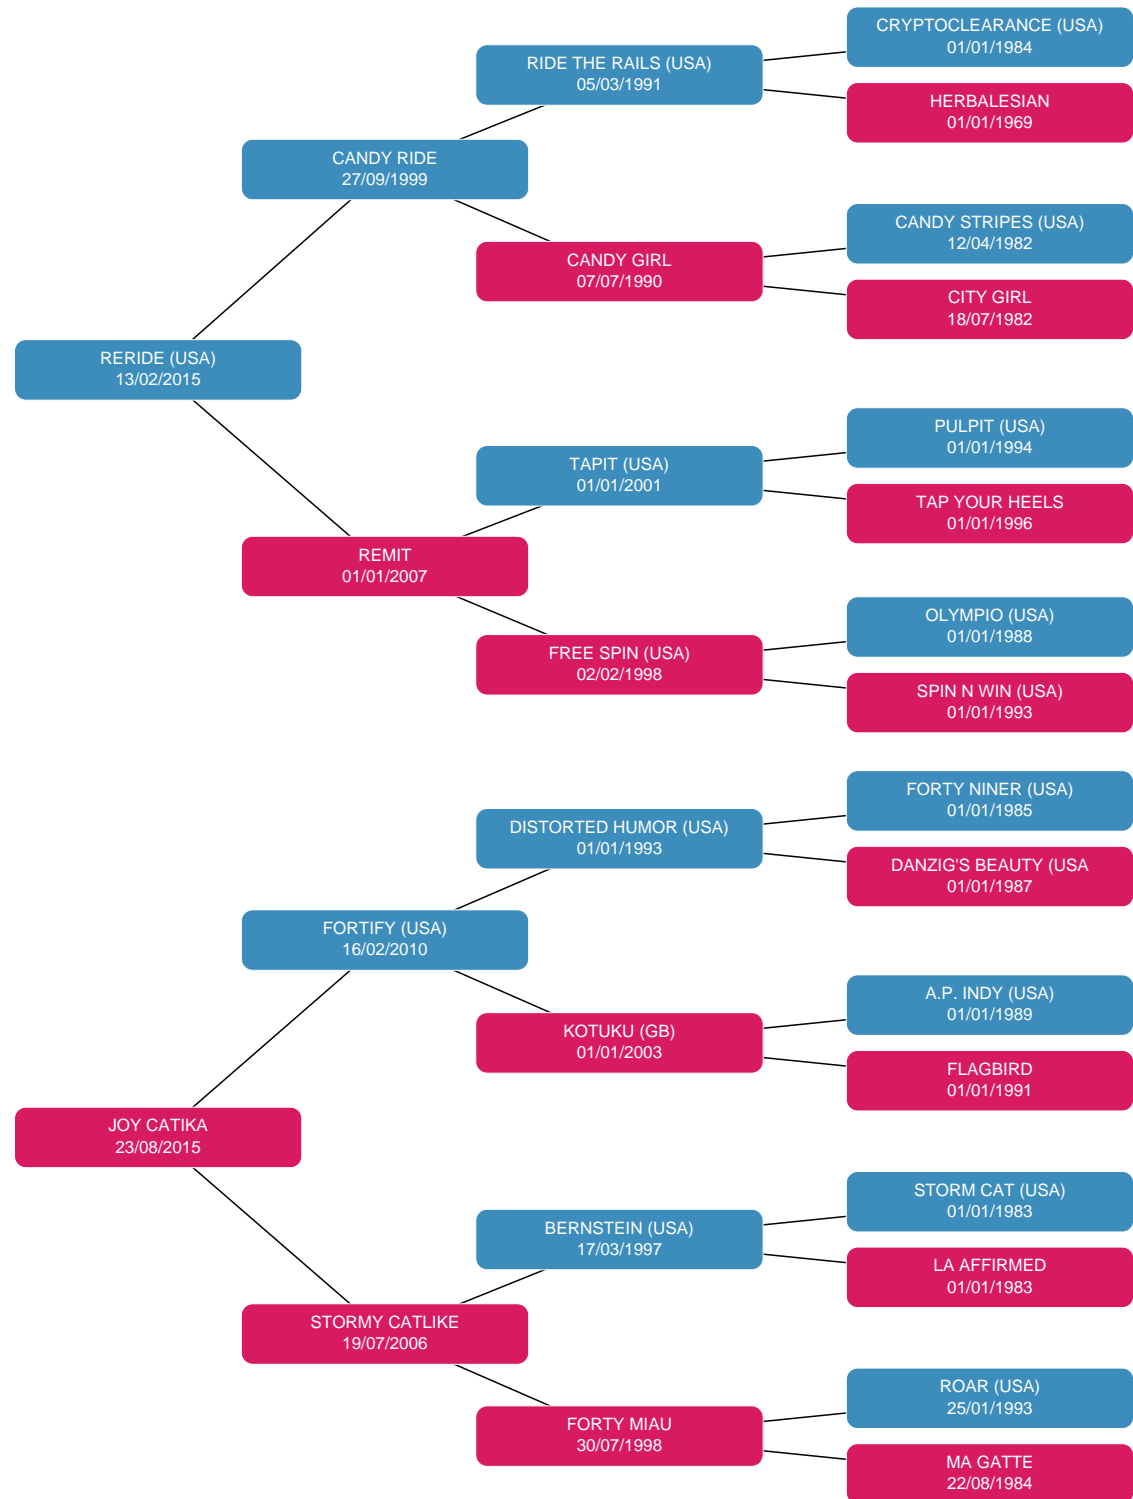 CRYPTOCLEARANCE (USA)
01/01/1984
RIDE THE RAILS (USA)
05/03/1991
HERBALESIAN
01/01/1969
CANDY RIDE
27/09/1999
CANDY STRIPES (USA)
12/04/1982
CANDY GIRL
07/07/1990
CITY GIRL
18/07/1982
RERIDE (USA)
13/02/2015
PULPIT (USA)
01/01/1994
TAPIT (USA)
01/01/2001
TAP YOUR HEELS
01/01/1996
REMIT
01/01/2007
OLYMPIO (USA)
01/01/1988
FREE SPIN (USA)
02/02/1998
SPIN N WIN (USA)
01/01/1993
FORTY NINER (USA)
01/01/1985
DISTORTED HUMOR (USA)
01/01/1993
DANZIG'S BEAUTY (USA
01/01/1987
FORTIFY (USA)
16/02/2010
A.P. INDY (USA)
01/01/1989
KOTUKU (GB)
01/01/2003
FLAGBIRD
01/01/1991
JOY CATIKA
23/08/2015
STORM CAT (USA)
01/01/1983
BERNSTEIN (USA)
17/03/1997
LA AFFIRMED
01/01/1983
STORMY CATLIKE
19/07/2006
ROAR (USA)
25/01/1993
FORTY MIAU
30/07/1998
MA GATTE
22/08/1984